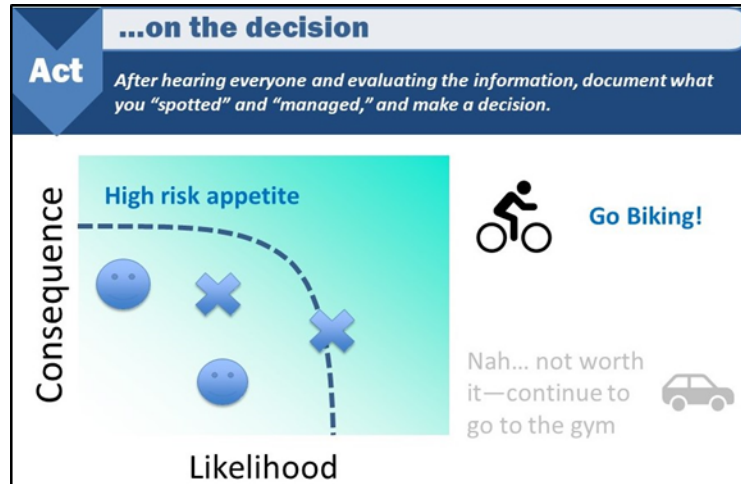 Act
...on the decision
After hearing everyone and evaluating the information, document what
you “spotted” and “managed,” and make a decision.
Consequence
High risk appetite
Likelihood
Go Biking!
Nah... not worth
it—continue to
go to the gym